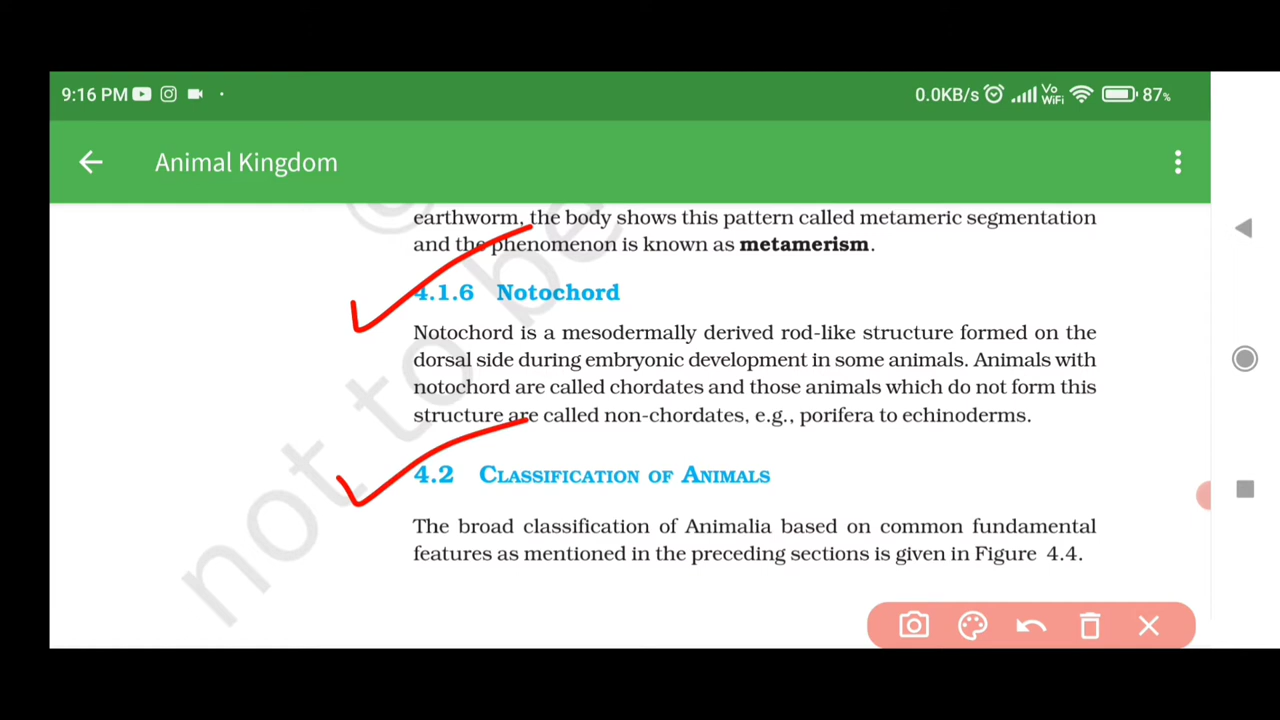 9:16 PM
0.0KB/s Vo WiFi 87%
Animal Kingdom
earthworm, the body shows this pattern called metameric segmentation
and the phenomenon is known as metamerism.
4.1.6 Notochord
Notochord is a mesodermally derived rod-like structure formed on the
dorsal side during embryonic development in some animals. Animals with
notochord are called chordates and those animals which do not form this
structure are called non-chordates, e.g., porifera to echinoderms.
4.2 CLASSIFICATION OF ANIMALS
The broad classification of Animalia based on common fundamental
features as mentioned in the preceding sections is given in Figure 4.4.
not to be